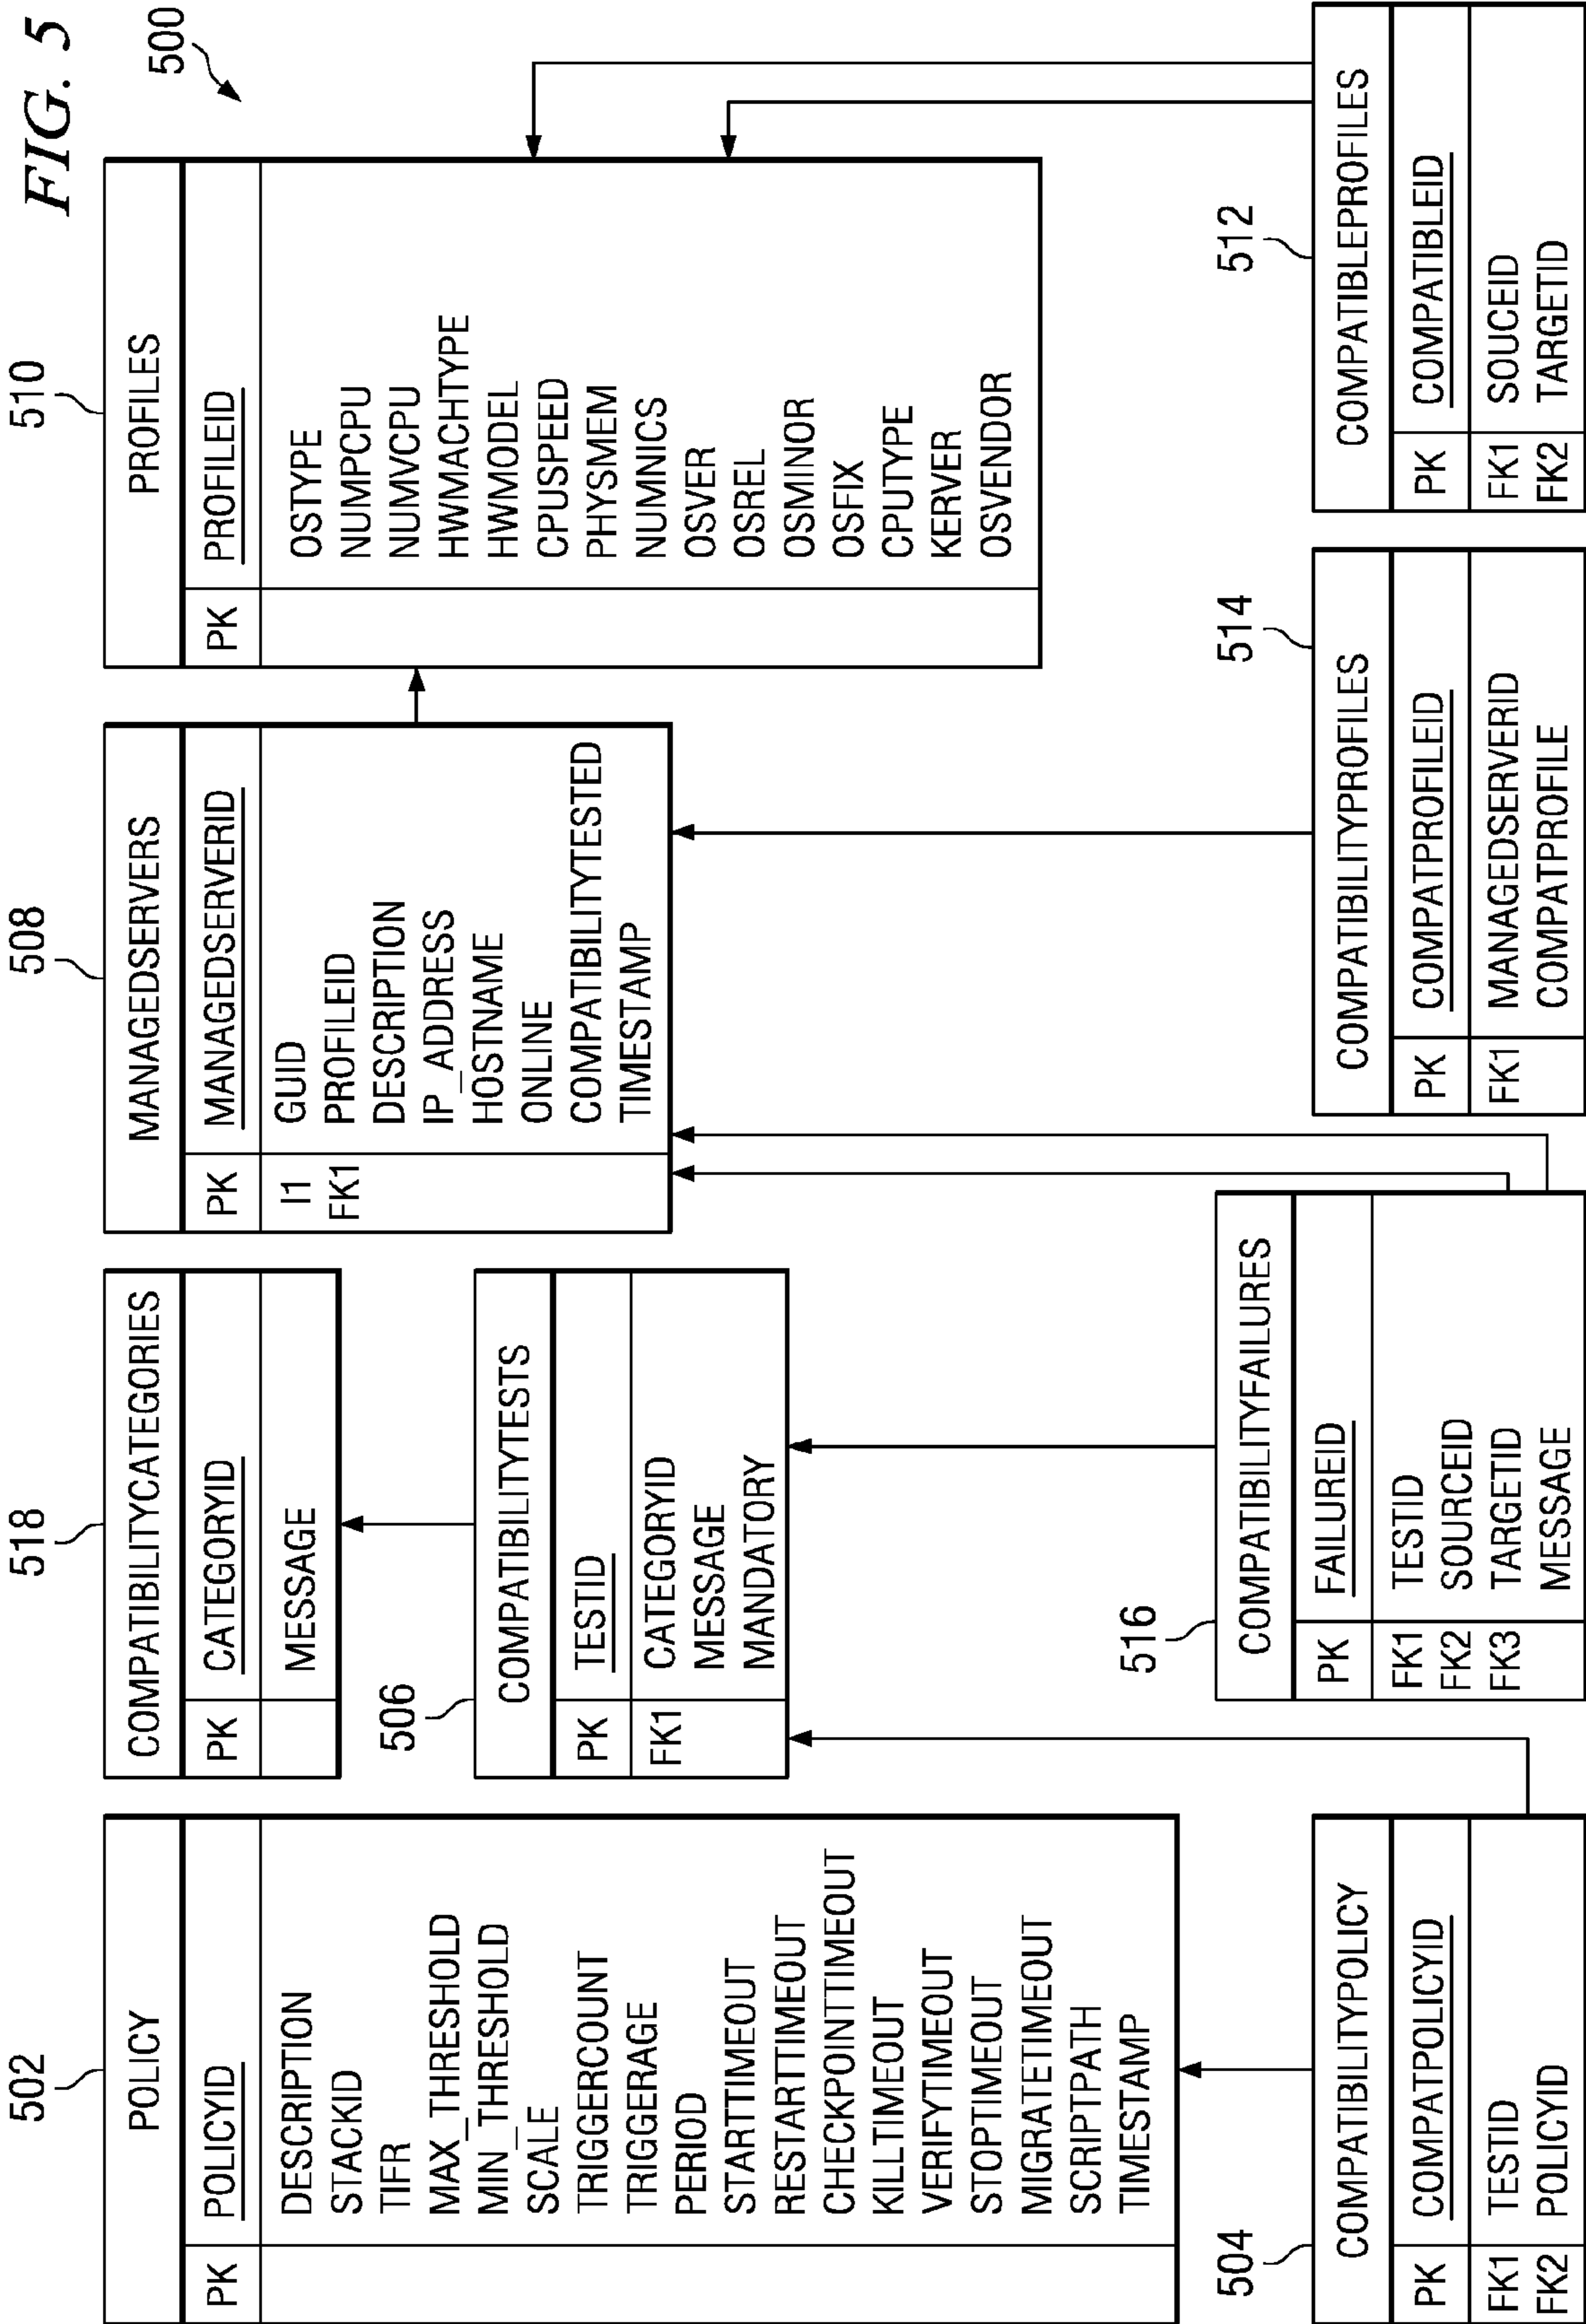 FIG. 5
500
502
POLICY
PK POLICYID
DESCRIPTION
STACKID
TIFR
MAX_THRESHOLD
MIN_THRESHOLD
SCALE
TRIGGERCOUNT
TRIGGERAGE
PERIOD
STARTTIMEOUT
RESTARTTIMEOUT
CHECKPOINTTIMEOUT
KILLTIMEOUT
VERIFYTIMEOUT
STOPTIMEOUT
MIGRATETIMEOUT
SCRIPTPATH
TIMESTAMP
518
COMPATIBILITYCATEGORIES
PK CATEGORYID
MESSAGE
506
COMPATIBILITYTESTS
PK TESTID
FK1 CATEGORYID
MESSAGE
MANDATORY
508
MANAGEDSERVERS
PK MANAGEDSERVERID
I1 GUID
FK1 PROFILEID
DESCRIPTION
IP_ADDRESS
HOSTNAME
ONLINE
COMPATIBILITYTESTED
TIMESTAMP
510
PROFILES
PK PROFILEID
OSTYPE
NUMPCPU
NUMVCPU
HWMACHTYPE
HWMODEL
CPUSPEED
PHYSMEM
NUMNICS
OSVER
OSREL
OSMINOR
OSFIX
CPUTYPE
KERVER
OSVENDOR
504
COMPATIBILITYPOLICY
PK COMPATPOLICYID
FK1 TESTID
FK2 POLICYID
516
COMPATIBILITYFAILURES
PK FAILUREID
FK1 TESTID
FK2 SOURCEID
FK3 TARGETID
MESSAGE
514
COMPATIBILITYPROFILES
PK COMPATPROFILEID
FK1 MANAGEDSERVERID
COMPATPROFILE
512
COMPATIBLEPROFILES
PK COMPATIBLEID
FK1 SOUCEID
FK2 TARGETID